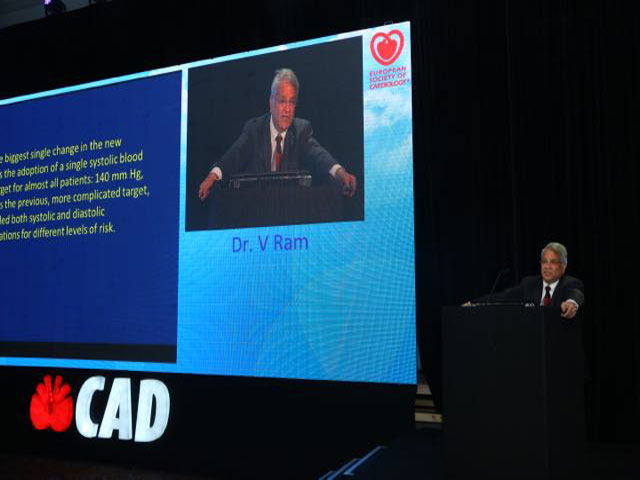 e biggest single change in the new
s the adoption of a single systolic blood
get for almost all patients: 140 mm Hg,
s the previous, more complicated target,
led both systolic and diastolic
ations for different levels of risk.
Dr. V Ram
EUROPEAN
SOCIETY OF
CARDIOLOGY®
CAD